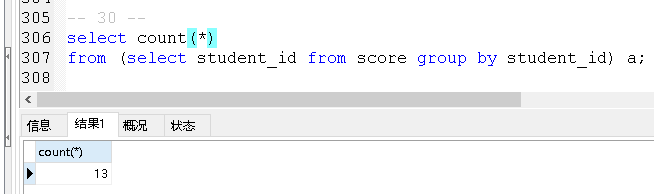 305 -- 30 --
306 select count(*)
307 from (select student_id from score group by student_id) a;
308
信息 结果1 概况 状态
count(*)
13